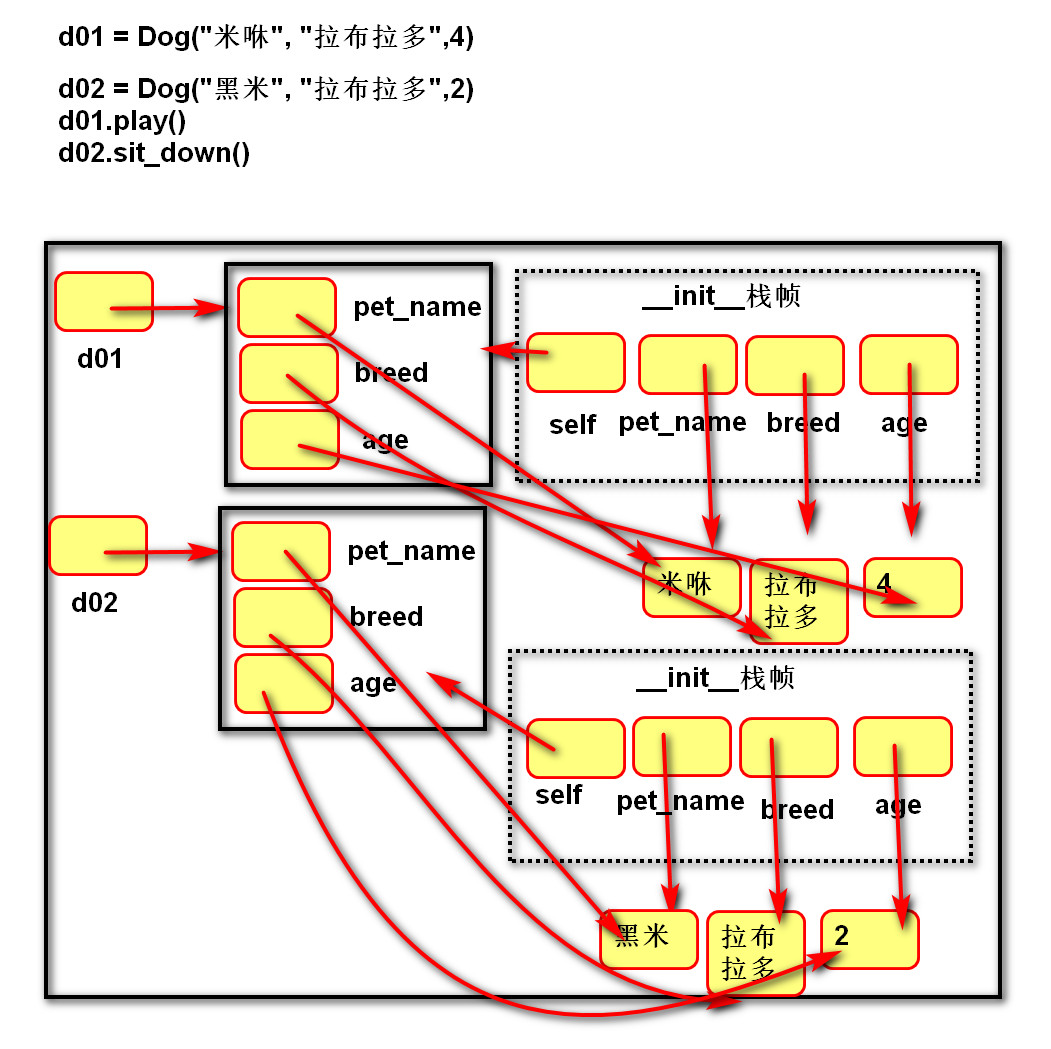 d01 = Dog("米咻", "拉布拉多",4)
d02 = Dog("黑米", "拉布拉多",2)
d01.play()
d02.sit_down()
d01
pet_name
breed
age
__init__栈帧
self
pet_name
breed
age
米咻
拉布
拉多
4
d02
pet_name
breed
age
__init__栈帧
self
pet_name
breed
age
黑米
拉布
拉多
2